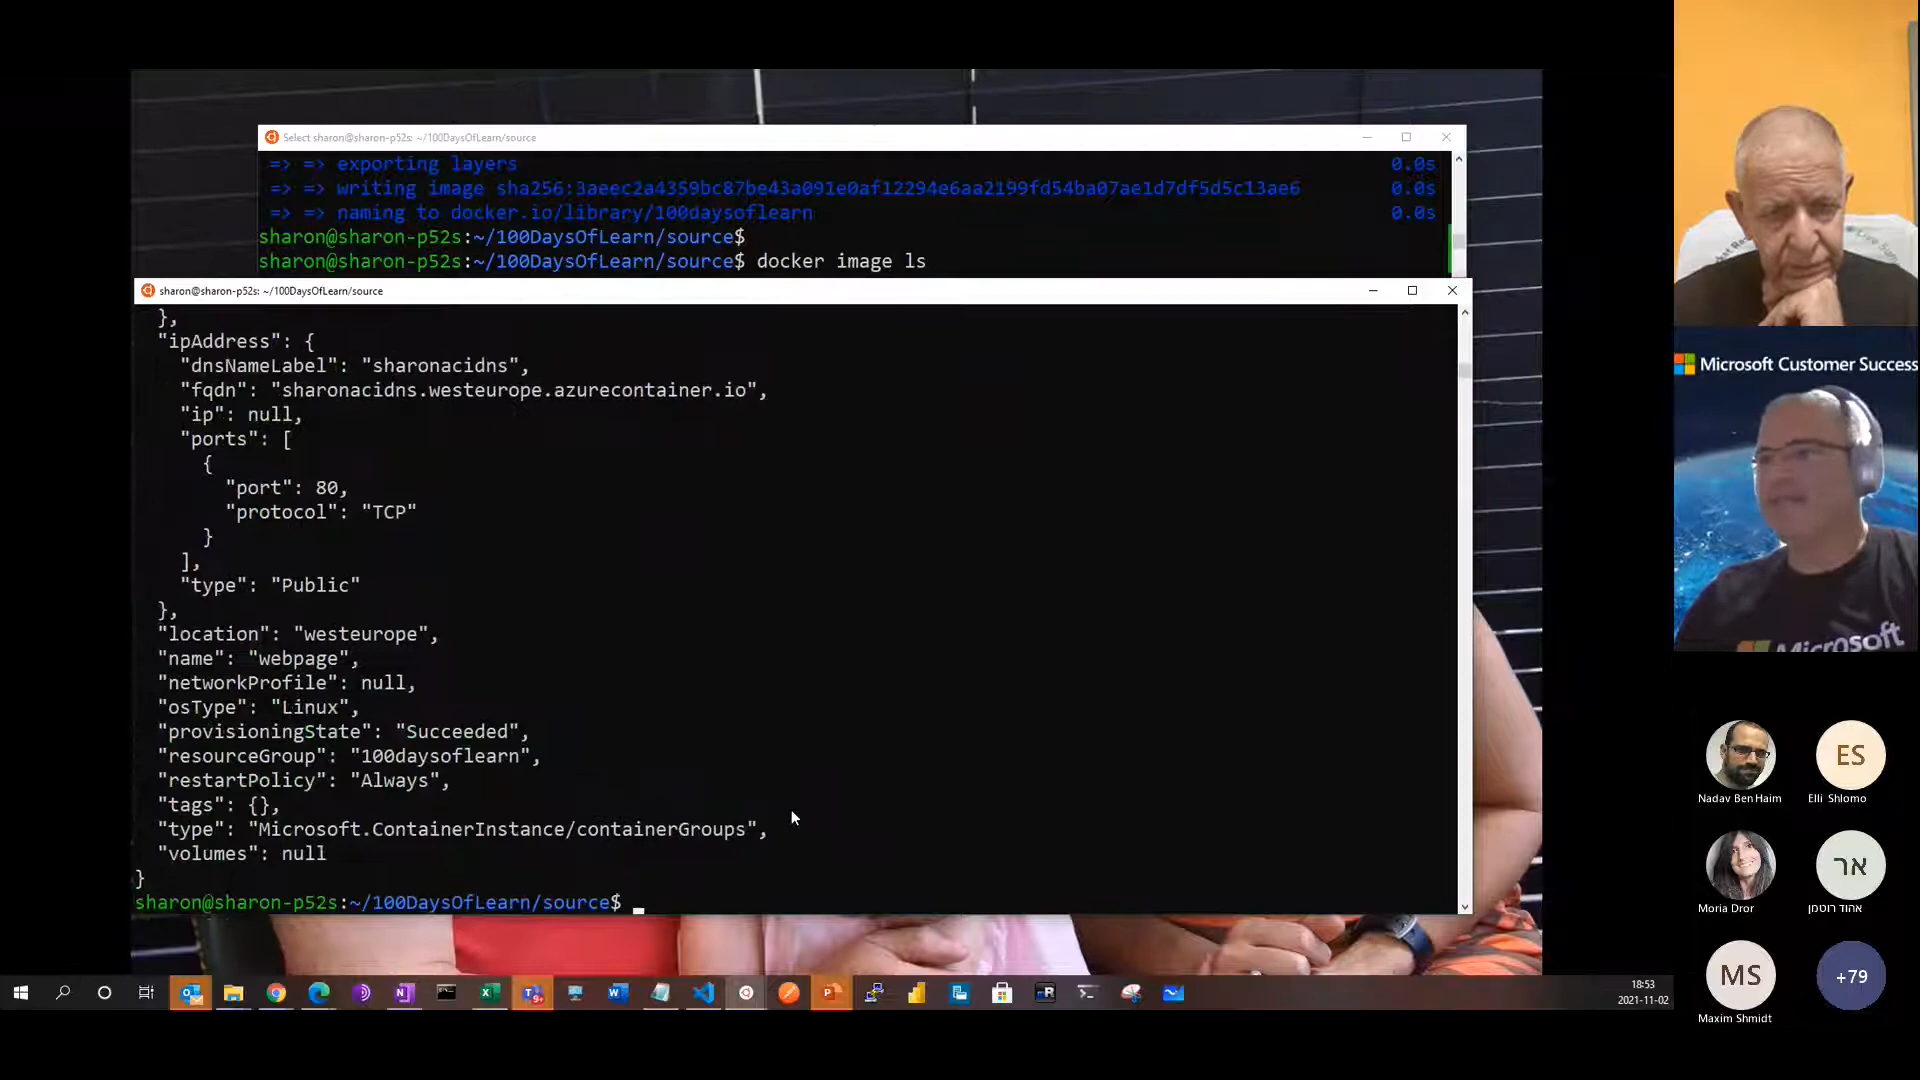 Select sharon@sharon-p52s: ~/100DaysOfLearn/source
=> => exporting layers 0.0s
=> => writing image sha256:3aeec2a4359bc87be43a091e0af12294e6aa2199fd54ba07ae1d7df5d5c13ae6 0.0s
=> => naming to docker.io/library/100daysoflearn 0.0s
sharon@sharon-p52s:~/100DaysOfLearn/source$
sharon@sharon-p52s:~/100DaysOfLearn/source$ docker image ls
sharon@sharon-p52s: ~/100DaysOfLearn/source
},
"ipAddress": {
"dnsNameLabel": "sharonacidns",
"fqdn": "sharonacidns.westeurope.azurecontainer.io",
"ip": null,
"ports": [
{
"port": 80,
"protocol": "TCP"
}
],
"type": "Public"
},
"location": "westeurope",
"name": "webpage",
"networkProfile": null,
"osType": "Linux",
"provisioningState": "Succeeded",
"resourceGroup": "100daysoflearn",
"restartPolicy": "Always",
"tags": {},
"type": "Microsoft.ContainerInstance/containerGroups",
"volumes": null
}
sharon@sharon-p52s:~/100DaysOfLearn/source$
18:53
2021-11-02
Microsoft Customer Success
Microsoft
Nadav Ben Haim
ES
Elli Shlomo
Moria Dror
אר
אהוד רוטמן
MS
Maxim Shmidt
+79